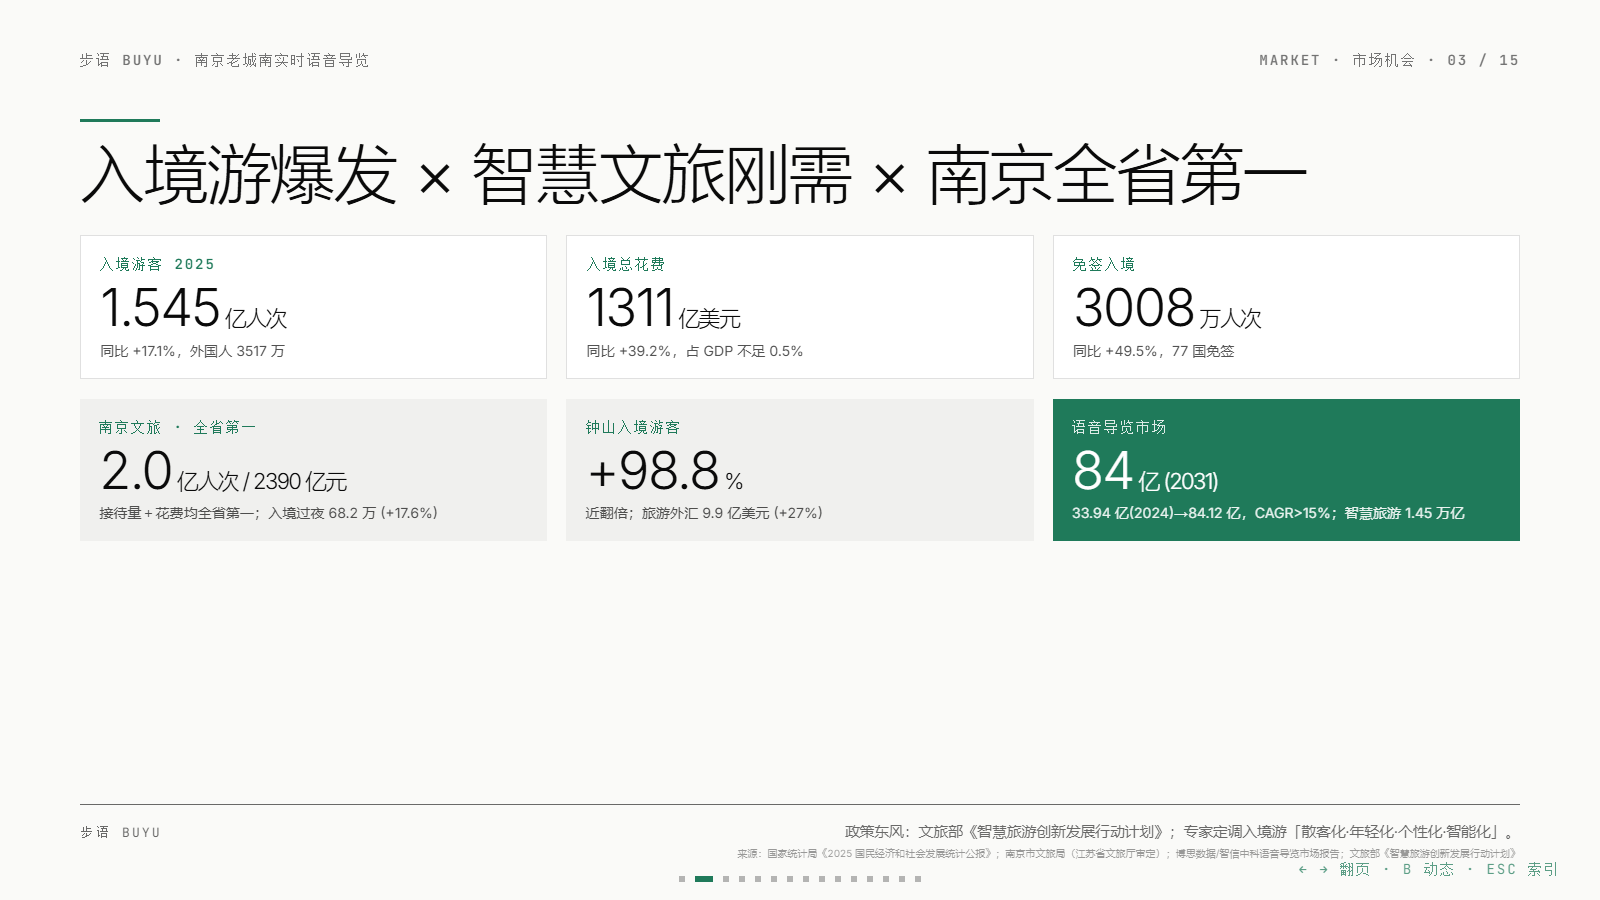 步语 BUYU · 南京老城南实时语音导览
MARKET · 市场机会 · 03 / 15
入境游爆发 × 智慧文旅刚需 × 南京全省第一
入境游客 2025
1.545 亿人次
同比 +17.1%，外国人 3517 万
入境总花费
1311 亿美元
同比 +39.2%，占 GDP 不足 0.5%
免签入境
3008 万人次
同比 +49.5%，77 国免签
南京文旅 · 全省第一
2.0 亿人次 / 2390 亿元
接待量 + 花费均全省第一；入境过夜 68.2 万 (+17.6%)
钟山入境游客
+98.8 %
近翻倍；旅游外汇 9.9 亿美元 (+27%)
语音导览市场
84 亿 (2031)
33.94 亿(2024)→84.12 亿，CAGR>15%；智慧旅游 1.45 万亿
步语 BUYU
政策东风：文旅部《智慧旅游创新发展行动计划》；专家定调入境游「散客化·年轻化·个性化·智能化」。
来源：国家统计局《2025 国民经济和社会发展统计公报》；南京市文旅局（江苏省文旅厅审定）；博思数据/智信中科语音导览市场报告；文旅部《智慧旅游创新发展行动计划》
← → 翻页 · B 动态 · ESC 索引